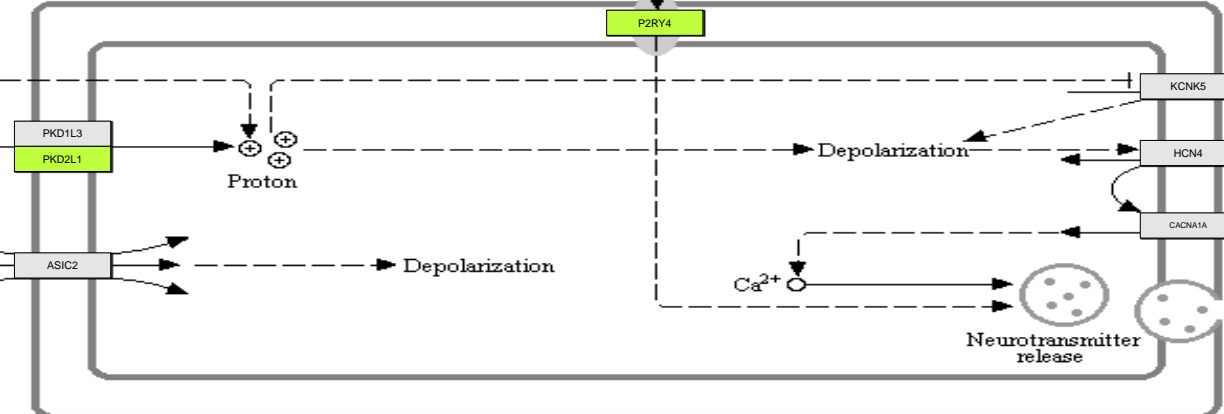 P2RY4
KCNK5
PKD1L3
PKD2L1
Proton
Depolarization
HCN4
CACNA1A
ASIC2
Depolarization
Ca2+
Neurotransmitter
release